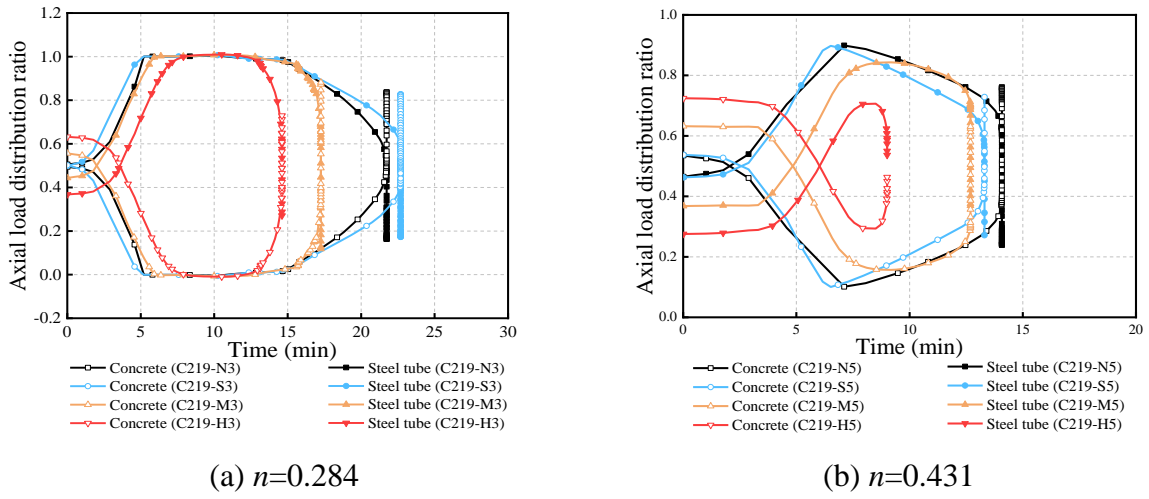 Axial load distribution ratio
1.2
1.0
0.8
0.6
0.4
0.2
0.0
-0.2
0 5 10 15 20 25 30
Time (min)
Concrete (C219-N3) Steel tube (C219-N3)
Concrete (C219-S3) Steel tube (C219-S3)
Concrete (C219-M3) Steel tube (C219-M3)
Concrete (C219-H3) Steel tube (C219-H3)
(a) n=0.284
Axial load distribution ratio
1.0
0.8
0.6
0.4
0.2
0.0
0 5 10 15 20
Time (min)
Concrete (C219-N5) Steel tube (C219-N5)
Concrete (C219-S5) Steel tube (C219-S5)
Concrete (C219-M5) Steel tube (C219-M5)
Concrete (C219-H5) Steel tube (C219-H5)
(b) n=0.431